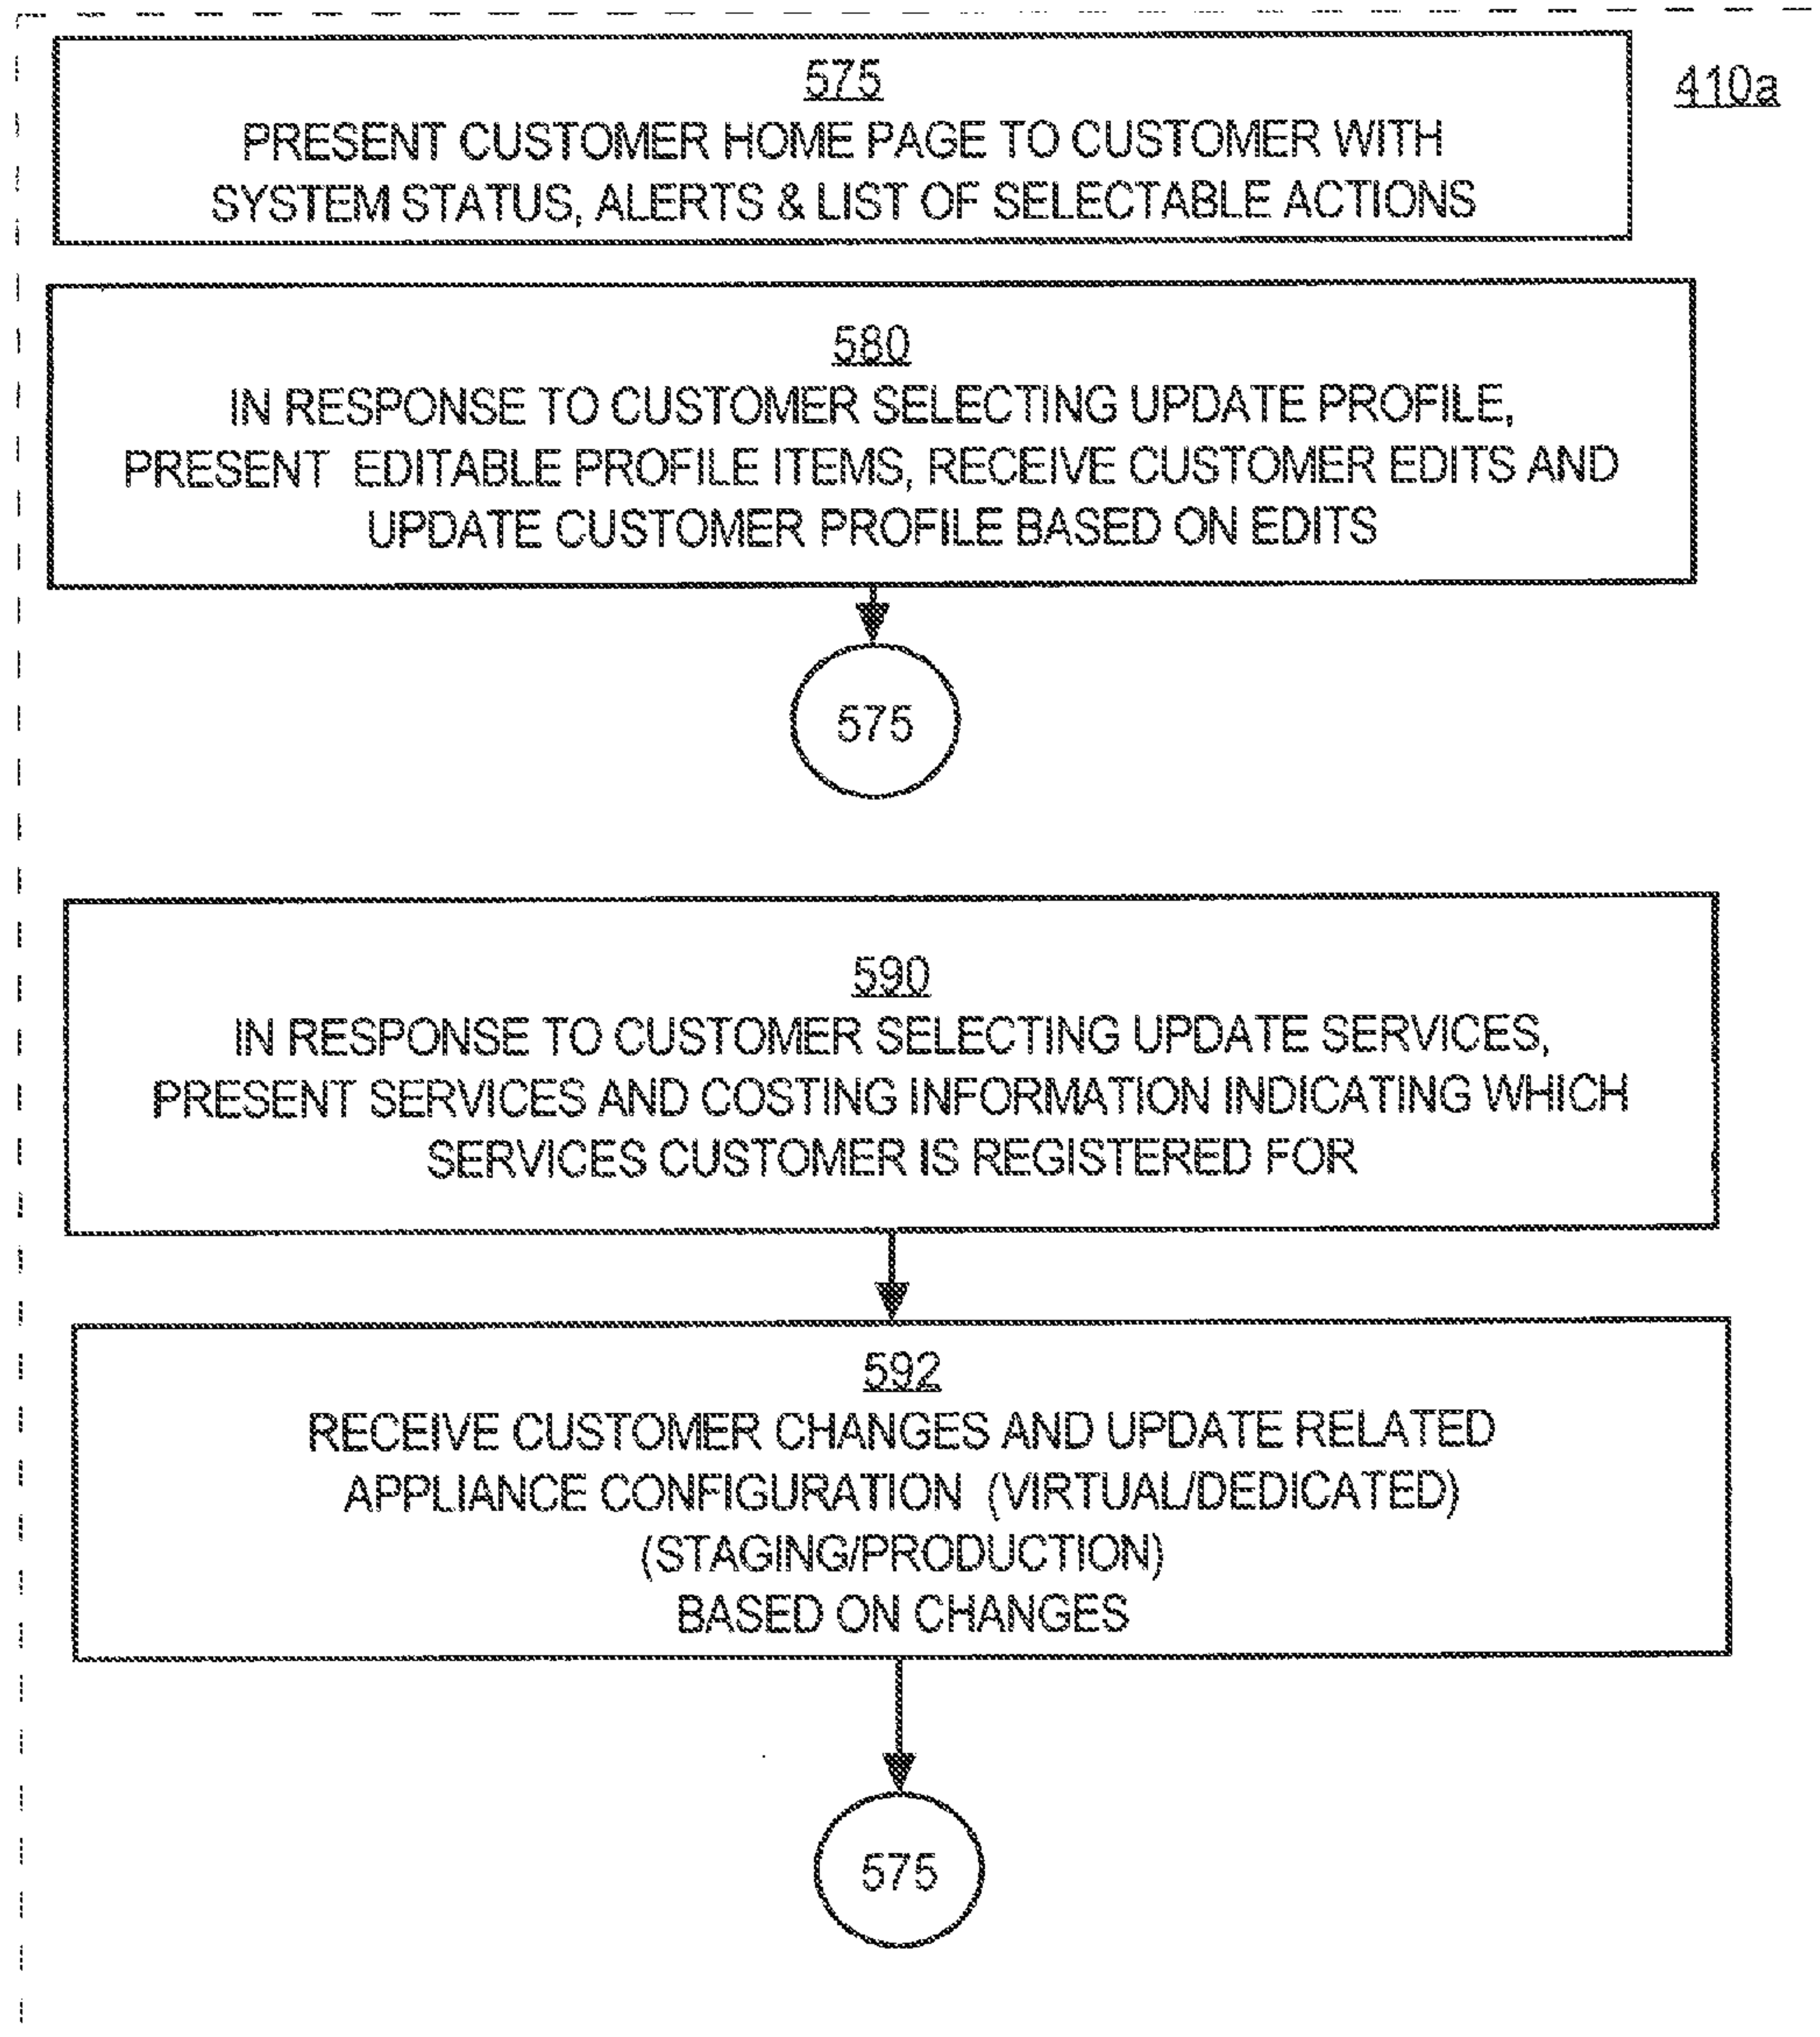 575
410a
PRESENT CUSTOMER HOME PAGE TO CUSTOMER WITH
SYSTEM STATUS, ALERTS & LIST OF SELECTABLE ACTIONS
580
IN RESPONSE TO CUSTOMER SELECTING UPDATE PROFILE,
PRESENT EDITABLE PROFILE ITEMS, RECEIVE CUSTOMER EDITS AND
UPDATE CUSTOMER PROFILE BASED ON EDITS
575
590
IN RESPONSE TO CUSTOMER SELECTING UPDATE SERVICES,
PRESENT SERVICES AND COSTING INFORMATION INDICATING WHICH
SERVICES CUSTOMER IS REGISTERED FOR
592
RECEIVE CUSTOMER CHANGES AND UPDATE RELATED
APPLIANCE CONFIGURATION (VIRTUAL/DEDICATED)
(STAGING/PRODUCTION)
BASED ON CHANGES
575